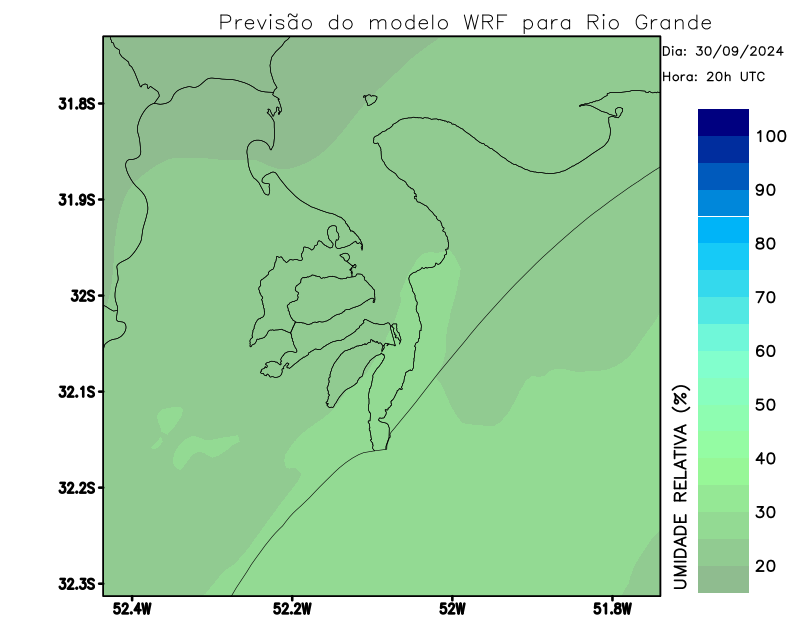 Previsão do modelo WRF para Rio Grande
Dia: 30/09/2024
Hora: 20h UTC
31.8S
31.9S
32S
32.1S
32.2S
32.3S
52.4W
52.2W
52W
51.8W
UMIDADE RELATIVA (%)
100
90
80
70
60
50
40
30
20